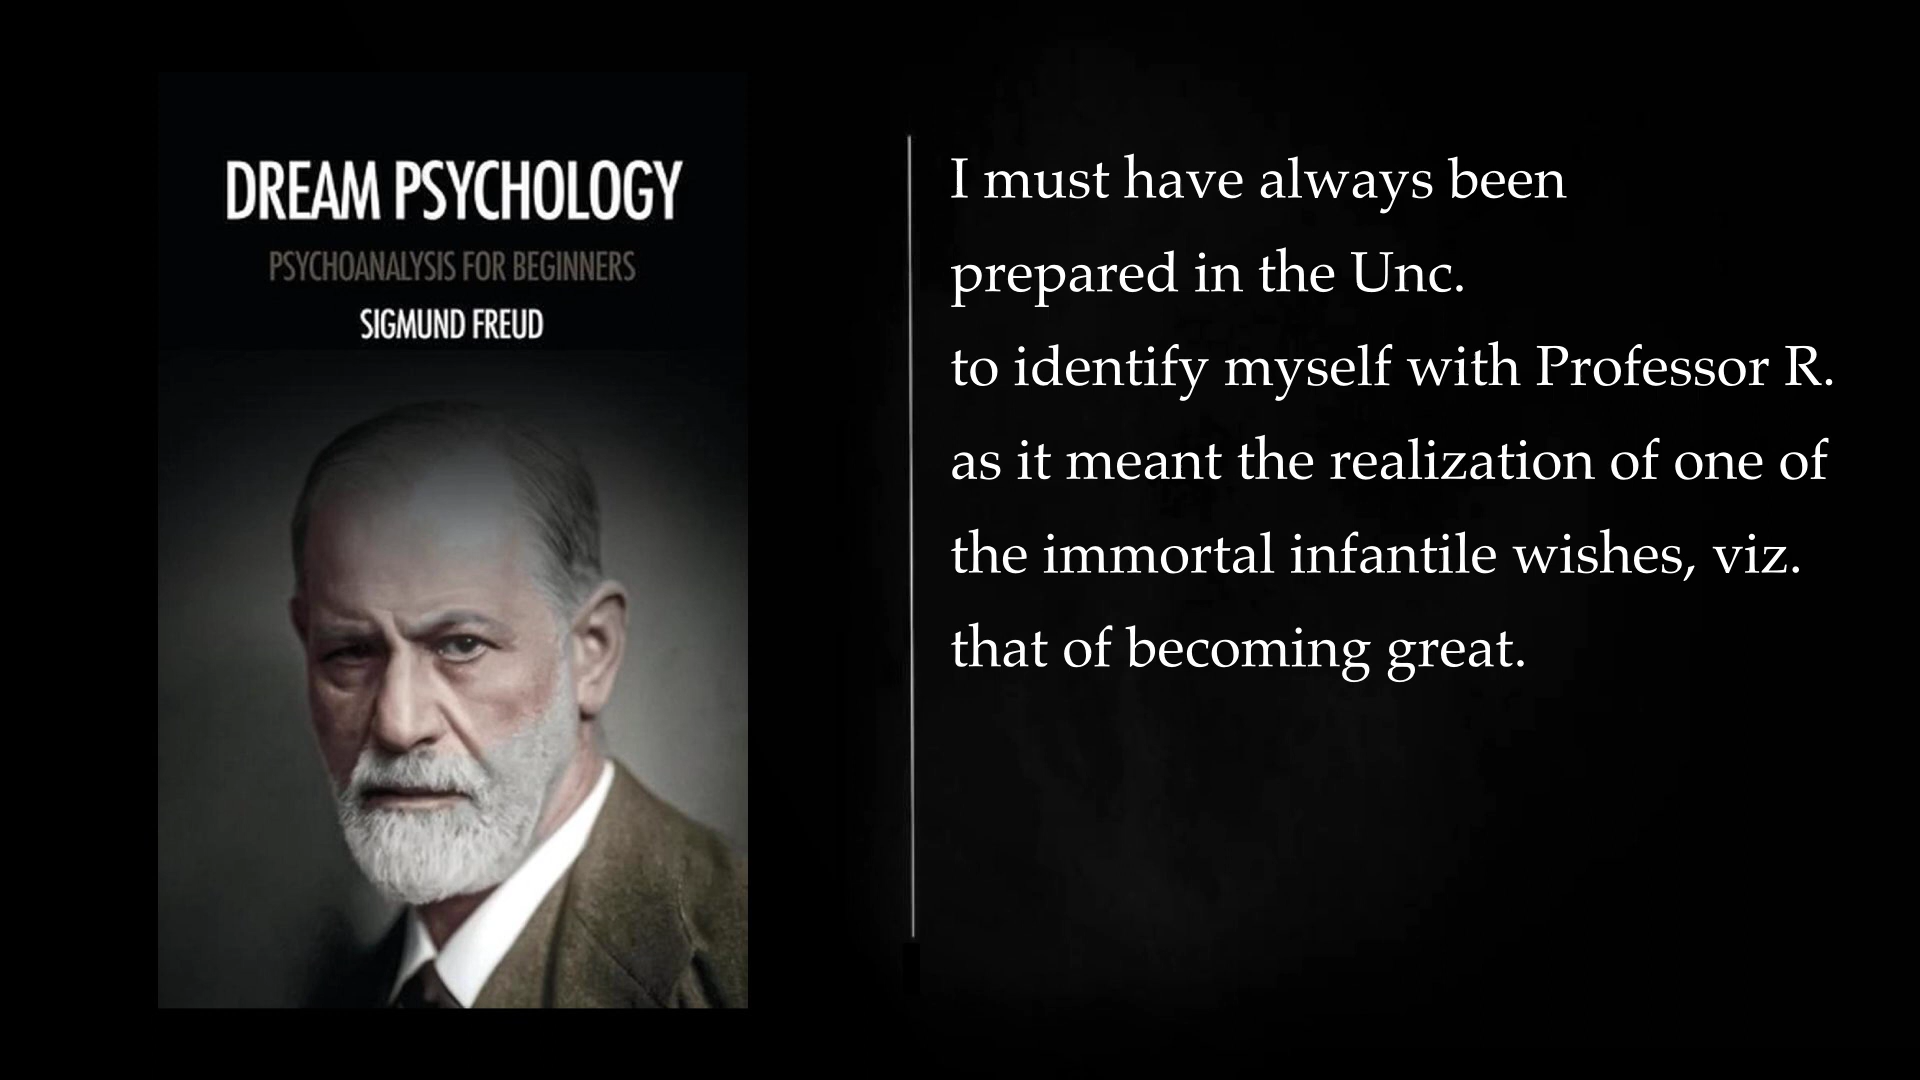 DREAM PSYCHOLOGY
PSYCHOANALYSIS FOR BEGINNERS
SIGMUND FREUD
I must have always been
prepared in the Unc.
to identify myself with Professor R.
as it meant the realization of one of
the immortal infantile wishes, viz.
that of becoming great.